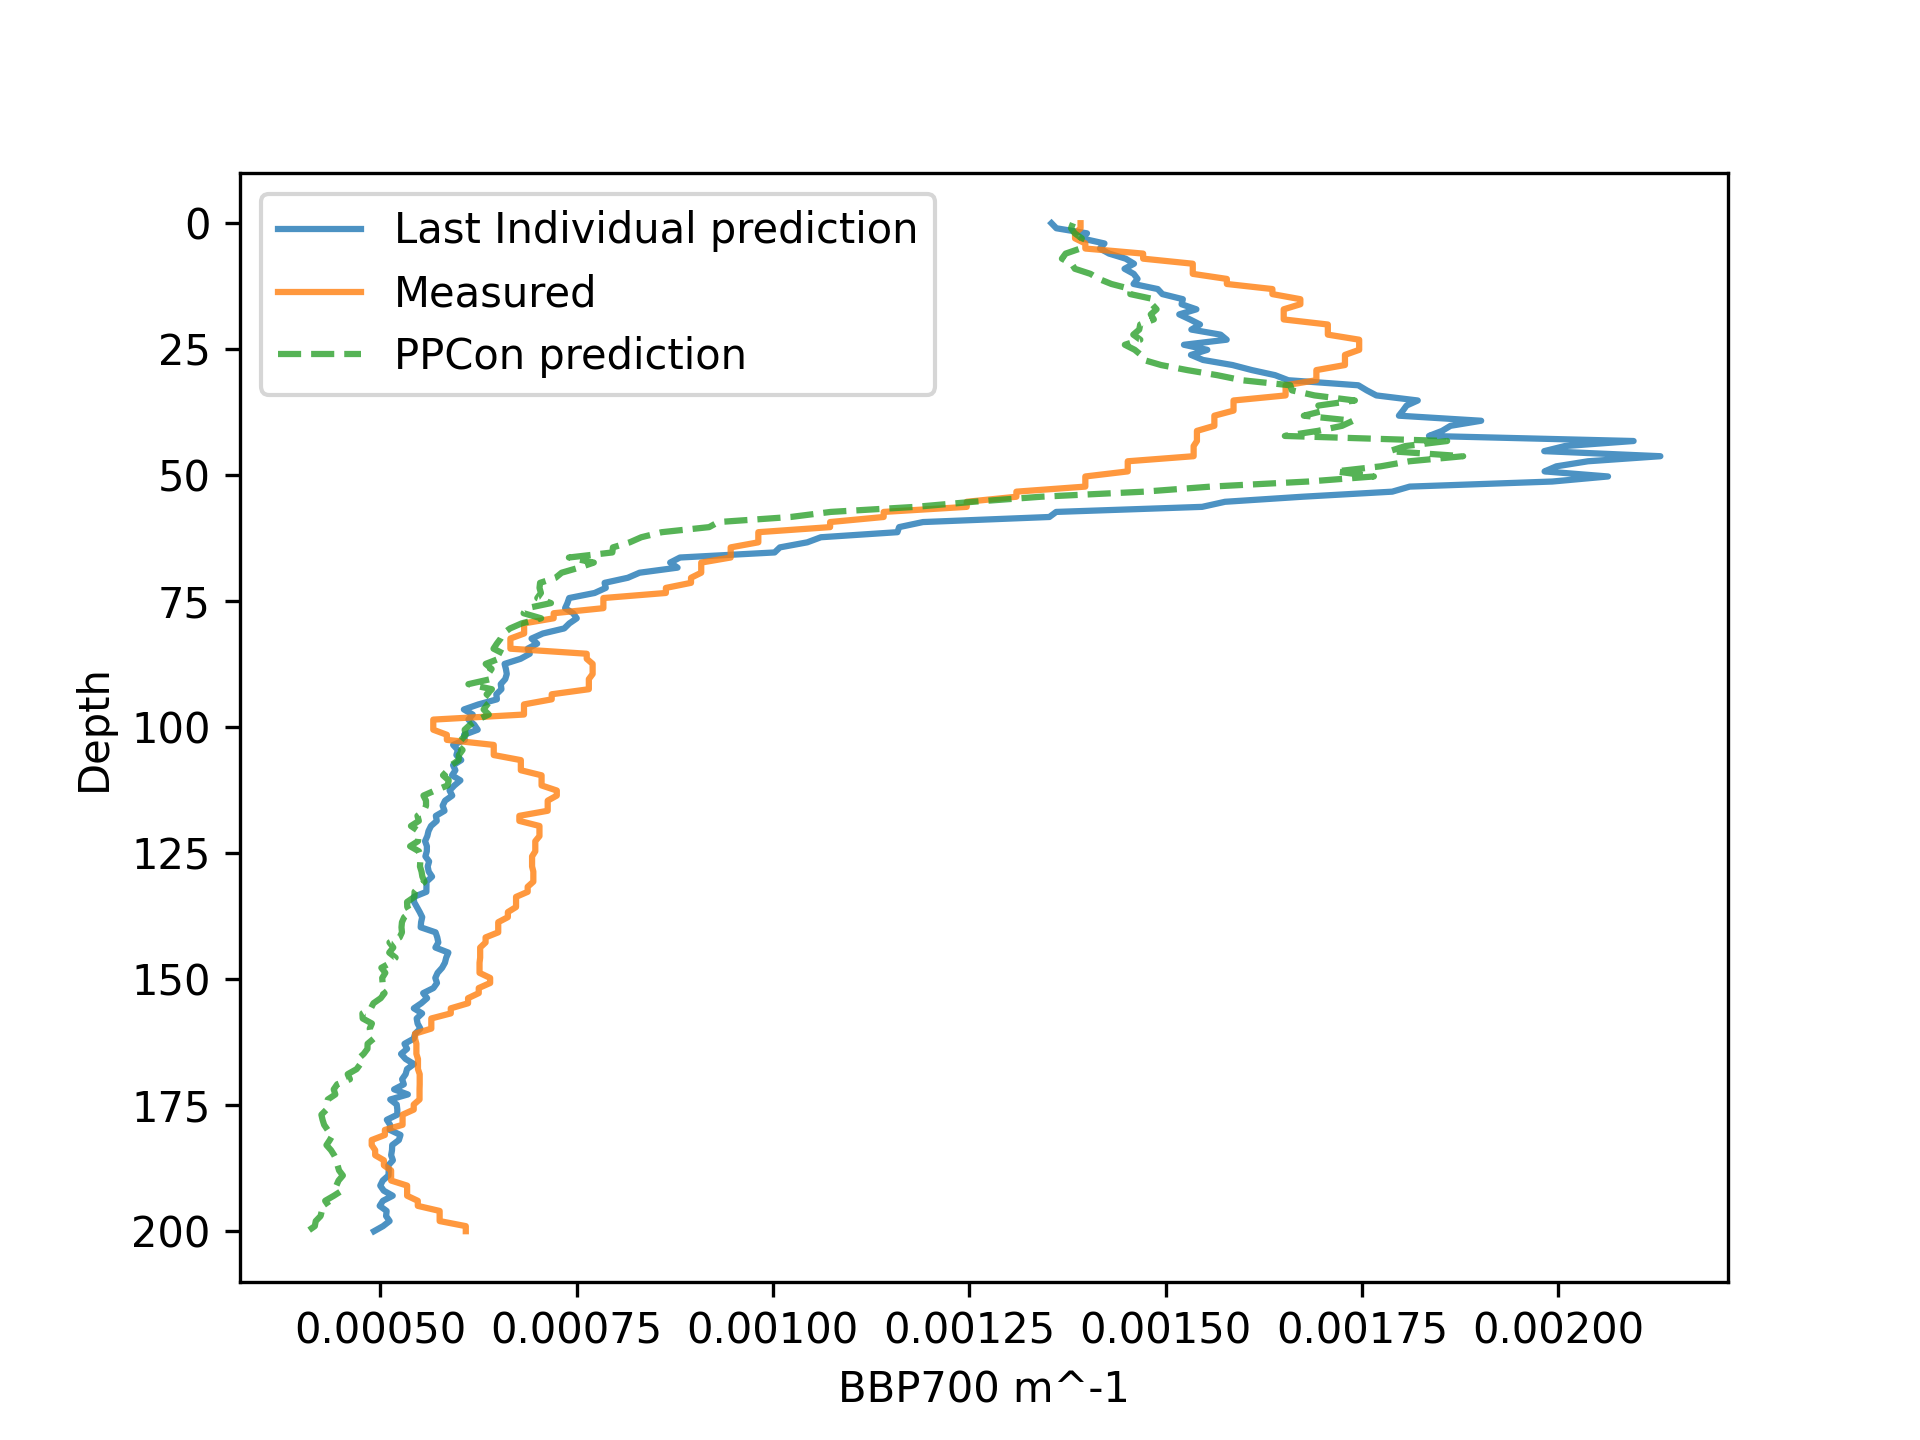 Last Individual prediction
Measured
PPCon prediction
0
25
50
75
100
125
150
175
200
Depth
0.00050 0.00075 0.00100 0.00125 0.00150 0.00175 0.00200
BBP700 m^-1